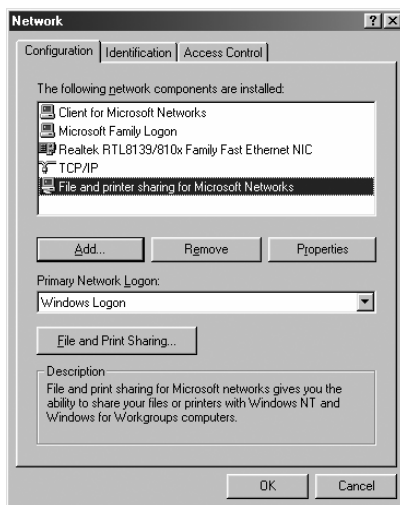 Network
Configuration Identification Access Control
The following network components are installed:
Client for Microsoft Networks
Microsoft Family Logon
Realtek RTL8139/810x Family Fast Ethernet NIC
TCP/IP
File and printer sharing for Microsoft Networks
Add... Remove Properties
Primary Network Logon:
Windows Logon
File and Print Sharing...
Description
File and print sharing for Microsoft networks gives you the
ability to share your files or printers with Windows NT and
Windows for Workgroups computers.
OK Cancel